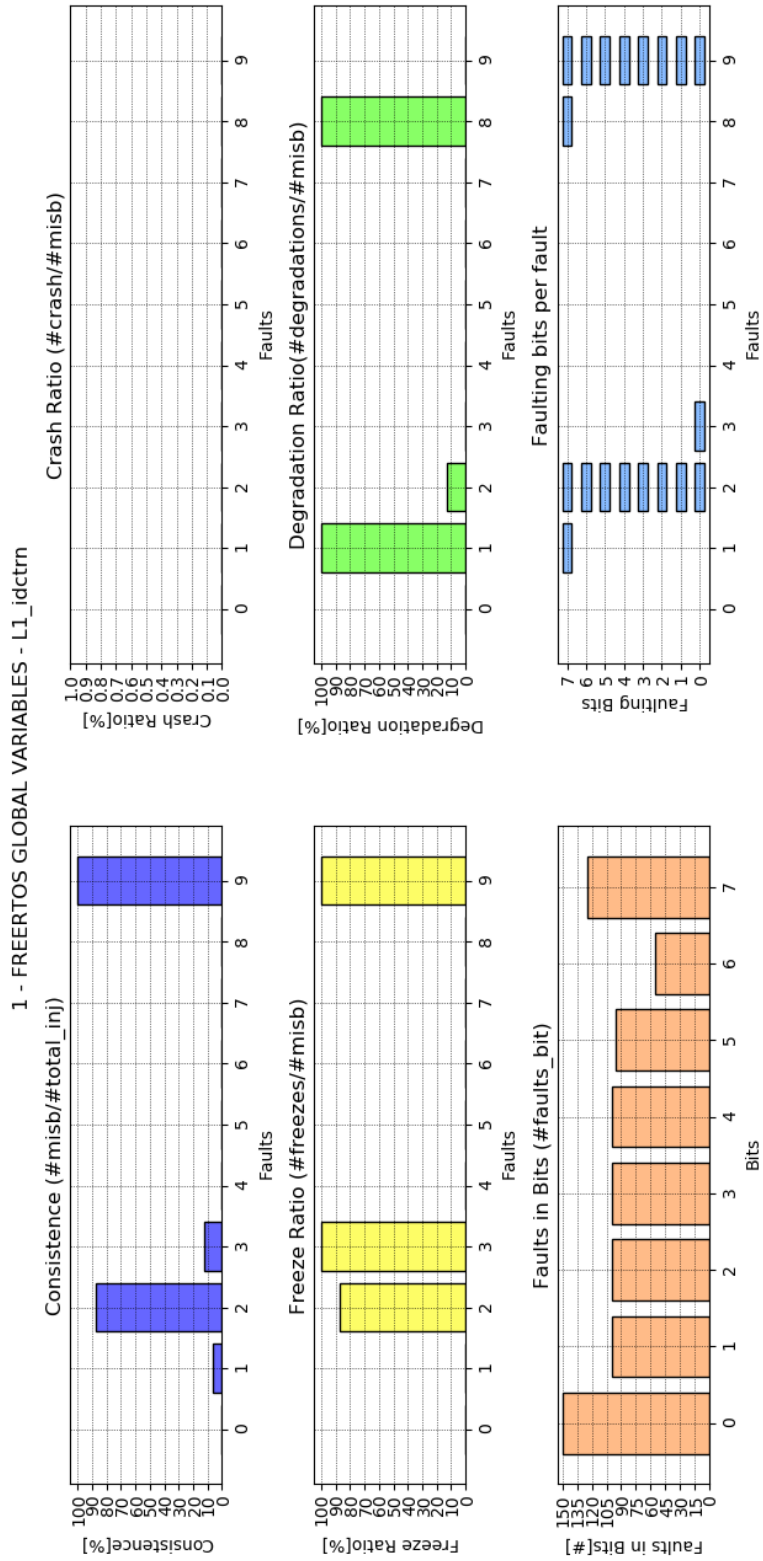 1 - FREERTOS GLOBAL VARIABLES - L1_idctrn
Consistence (#misb/#total_inj)
Consistence[%]
100
90
80
70
60
50
40
30
20
10
0
0 1 2 3 4 5 6 7 8 9
Faults
Crash Ratio (#crash/#misb)
Crash Ratio[%]
1.0
0.9
0.8
0.7
0.6
0.5
0.4
0.3
0.2
0.1
0.0
0 1 2 3 4 5 6 7 8 9
Faults
Freeze Ratio (#freezes/#misb)
Freeze Ratio[%]
100
90
80
70
60
50
40
30
20
10
0
0 1 2 3 4 5 6 7 8 9
Faults
Degradation Ratio(#degradations/#misb)
Degradation Ratio[%]
100
90
80
70
60
50
40
30
20
10
0
0 1 2 3 4 5 6 7 8 9
Faults
Faults in Bits (#faults_bit)
Faults in Bits[#]
150
135
120
105
90
75
60
45
30
15
0
0 1 2 3 4 5 6 7
Bits
Faulting bits per fault
Faulting Bits
7
6
5
4
3
2
1
0
0 1 2 3 4 5 6 7 8 9
Faults